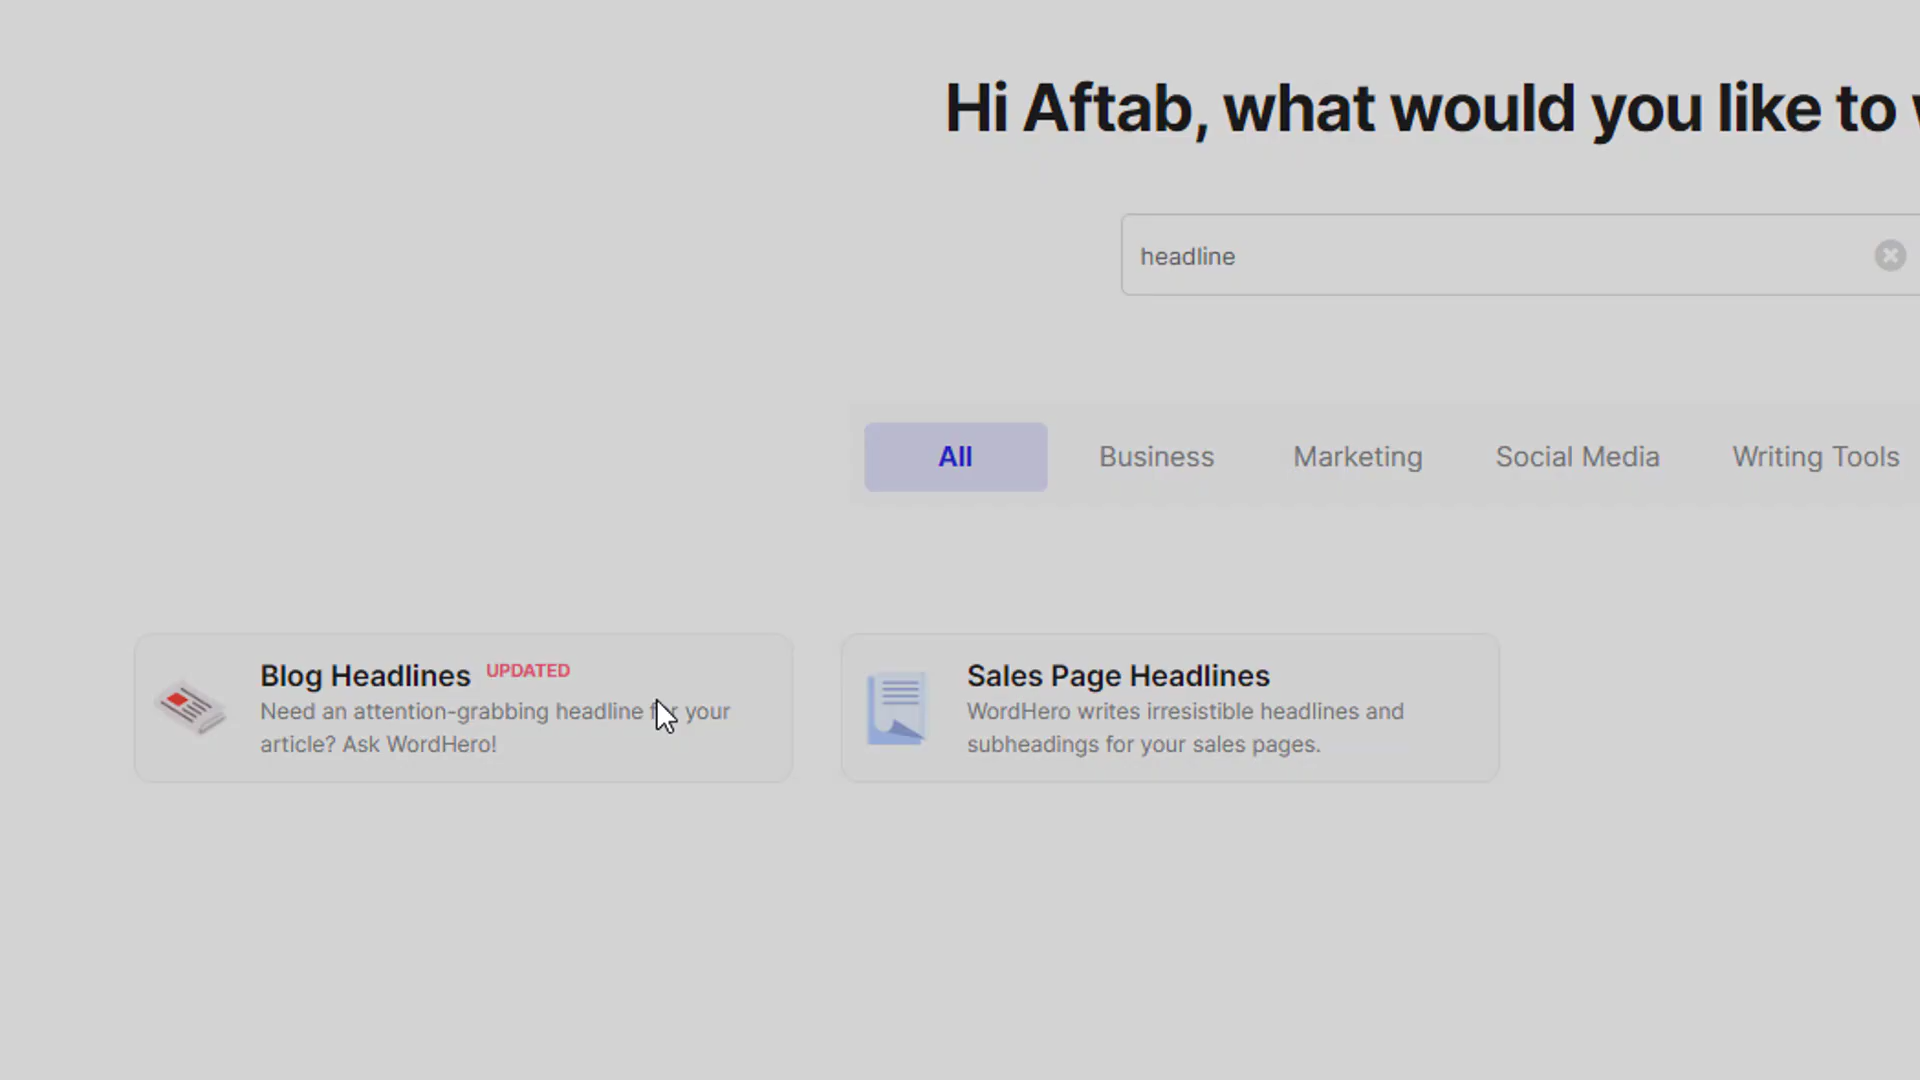 Hi Aftab, what would you like to
headline
All Business Marketing Social Media Writing Tools
Blog Headlines UPDATED
Need an attention-grabbing headline for your
article? Ask WordHero!
Sales Page Headlines
WordHero writes irresistible headlines and
subheadings for your sales pages.